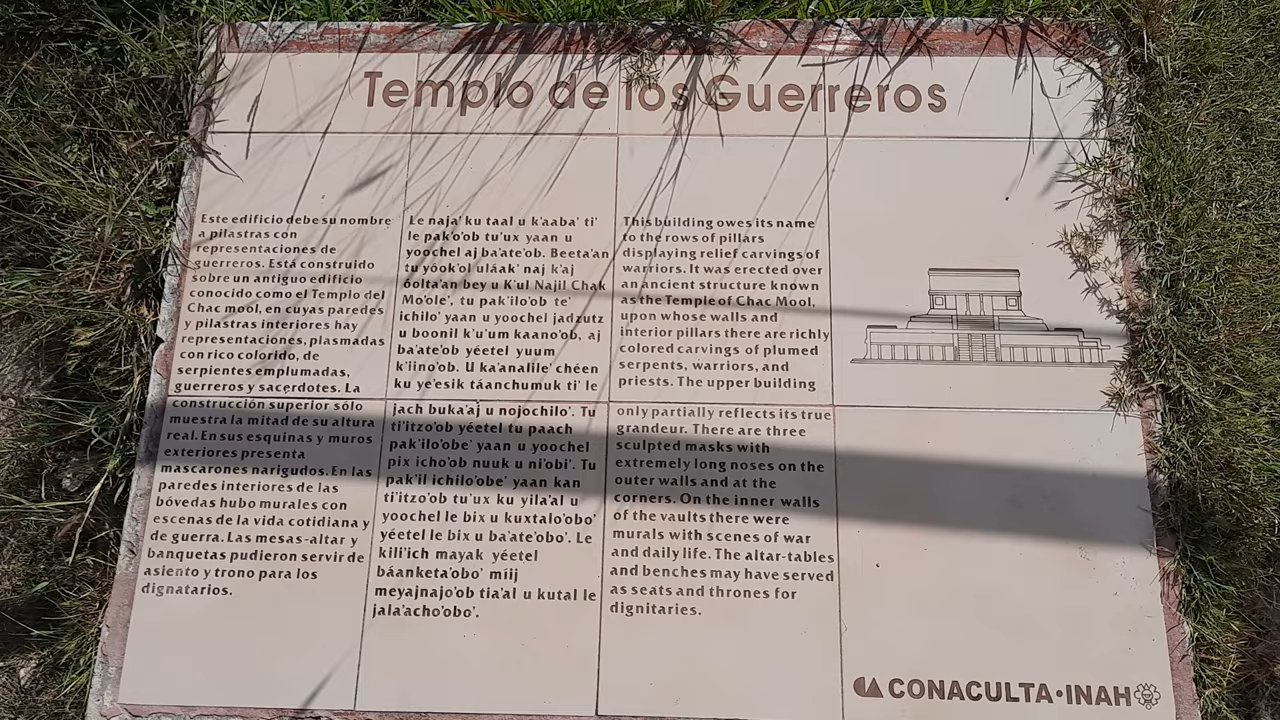 Templo de los Guerreros
Este edificio debe su nombre
a pilastras con
representaciones de
guerreros. Está construido
sobre un antiguo edificio
conocido como el Templo del
Chac mool, en cuyas paredes
y pilastras interiores hay
representaciones, plasmadas
con rico colorido, de
serpientes emplumadas,
guerreros y sacerdotes. La
construcción superior sólo
muestra la mitad de su altura
real. En sus esquinas y muros
exteriores presenta
mascarones narigudos. En las
paredes interiores de las
bóvedas hubo murales con
escenas de la vida cotidiana y
de guerra. Las mesas-altar y
banquetas pudieron servir de
asiento y trono para los
dignatarios.
Le naja' ku taal u k'aaba' ti'
le pak'o'ob tu'ux yaan u
yoochel aj ba'ate'ob. Beeta'an
tu yóok'ol uláak' naj k'aj
óolta'an bey u K'ul Najil Chak
Mo'ole', tu pak'ilo'ob te'
ichilo' yaan u yoochel jadzutz
u boonil k'u'um kaano'ob, aj
ba'ate'ob yéetel yuum
k'iino'ob. U ka'analile' chéen
ku ye'esik táanchumuk ti' le
jach buka'aj u nojochilo'. Tu
ti'itzo'ob yéetel tu paach
pak'ilo'obe' yaan u yoochel
pix icho'ob nuuk u ni'obi'. Tu
pak'il ichilo'obe' yaan kan
ti'itzo'ob tu'ux ku yila'al u
yoochel le bix u kuxtalo'obo'
yéetel le bix u ba'ate'obo'. Le
kili'ich mayak yéetel
báanketa'obo' míij
meyajnajo'ob tia'al u kutal le
jala'acho'obo'.
This building owes its name
to the rows of pillars
displaying relief carvings of
warriors. It was erected over
an ancient structure known
as the Temple of Chac Mool,
upon whose walls and
interior pillars there are richly
colored carvings of plumed
serpents, warriors, and
priests. The upper building
only partially reflects its true
grandeur. There are three
sculpted masks with
extremely long noses on the
outer walls and at the
corners. On the inner walls
of the vaults there were
murals with scenes of war
and daily life. The altar-tables
and benches may have served
as seats and thrones for
dignitaries.
CONACULTA•INAH